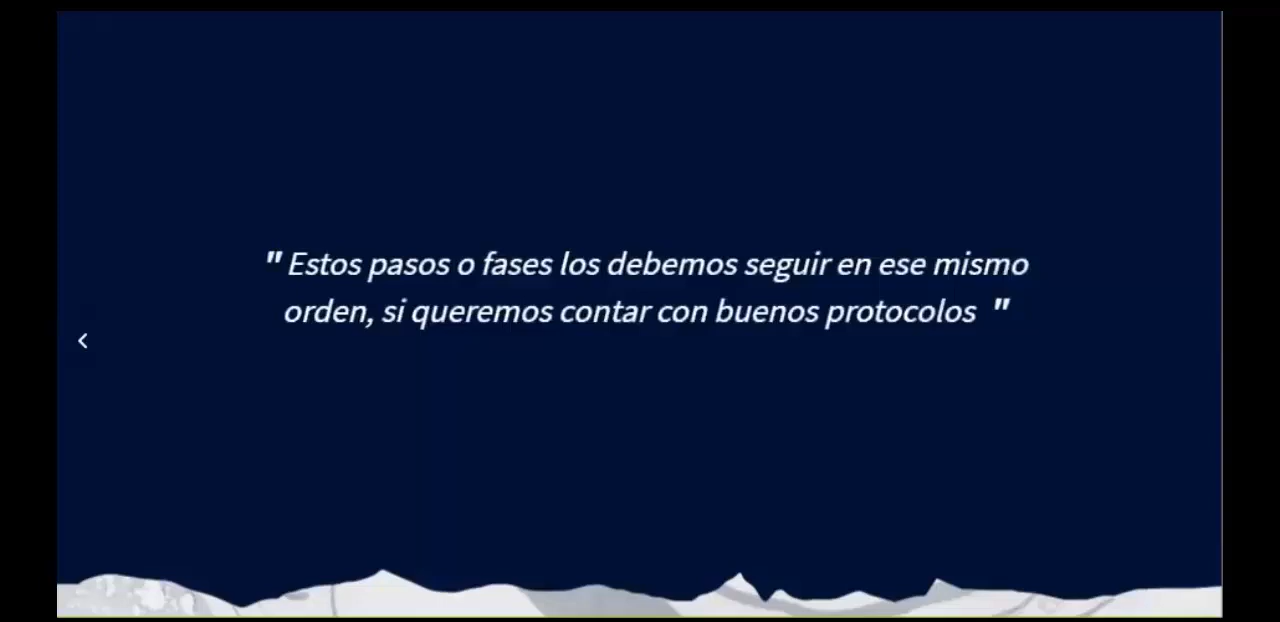 " Estos pasos o fases los debemos seguir en ese mismo
orden, si queremos contar con buenos protocolos "